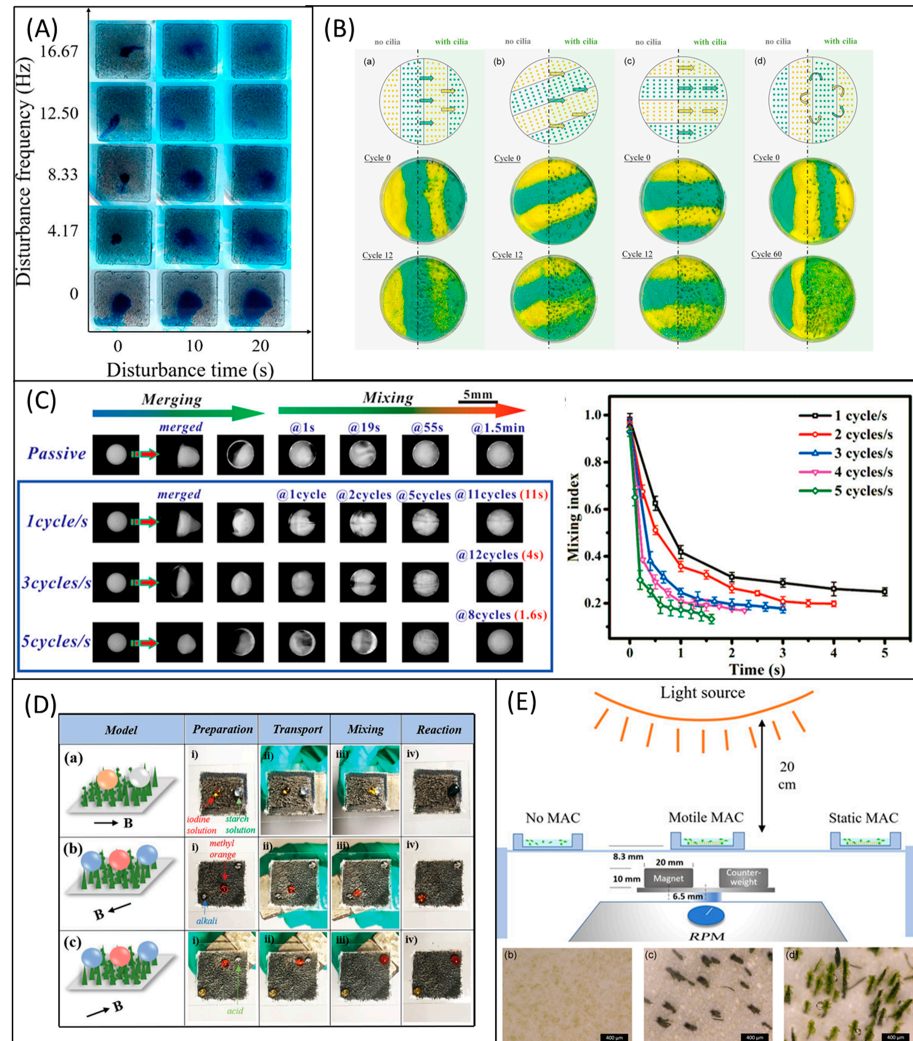 (A)
Disturbance frequency (Hz)
16.67
12.50
8.33
4.17
0
0 10 20
Disturbance time (s)
(B)
no cilia with cilia no cilia with cilia no cilia with cilia no cilia with cilia
(a) (b) (c) (d)
Cycle 0 Cycle 0 Cycle 0 Cycle 0
Cycle 12 Cycle 12 Cycle 12 Cycle 60
(C)
Merging Mixing 5mm
merged @1s @19s @55s @1.5min
Passive
merged @1cycle @2cycles @5cycles @11cycles (11s)
1cycle/s
@12cycles (4s)
3cycles/s
@8cycles (1.6s)
5cycles/s
Mixing index
1.0
0.8
0.6
0.4
0.2
0 1 2 3 4 5
Time (s)
1 cycle/s
2 cycles/s
3 cycles/s
4 cycles/s
5 cycles/s
(D)
Model Preparation Transport Mixing Reaction
(a) i) ii) iii) iv)
iodine solution starch solution
B
(b) i) ii) iii) iv)
methyl orange
alkali
B
(c) i) ii) iii) iv)
acid
B
(E)
Light source
20 cm
No MAC Motile MAC Static MAC
8.3 mm
20 mm
10 mm Magnet Counter-weight
6.5 mm
RPM
(b) (c) (d)
400 µm 400 µm 400 µm